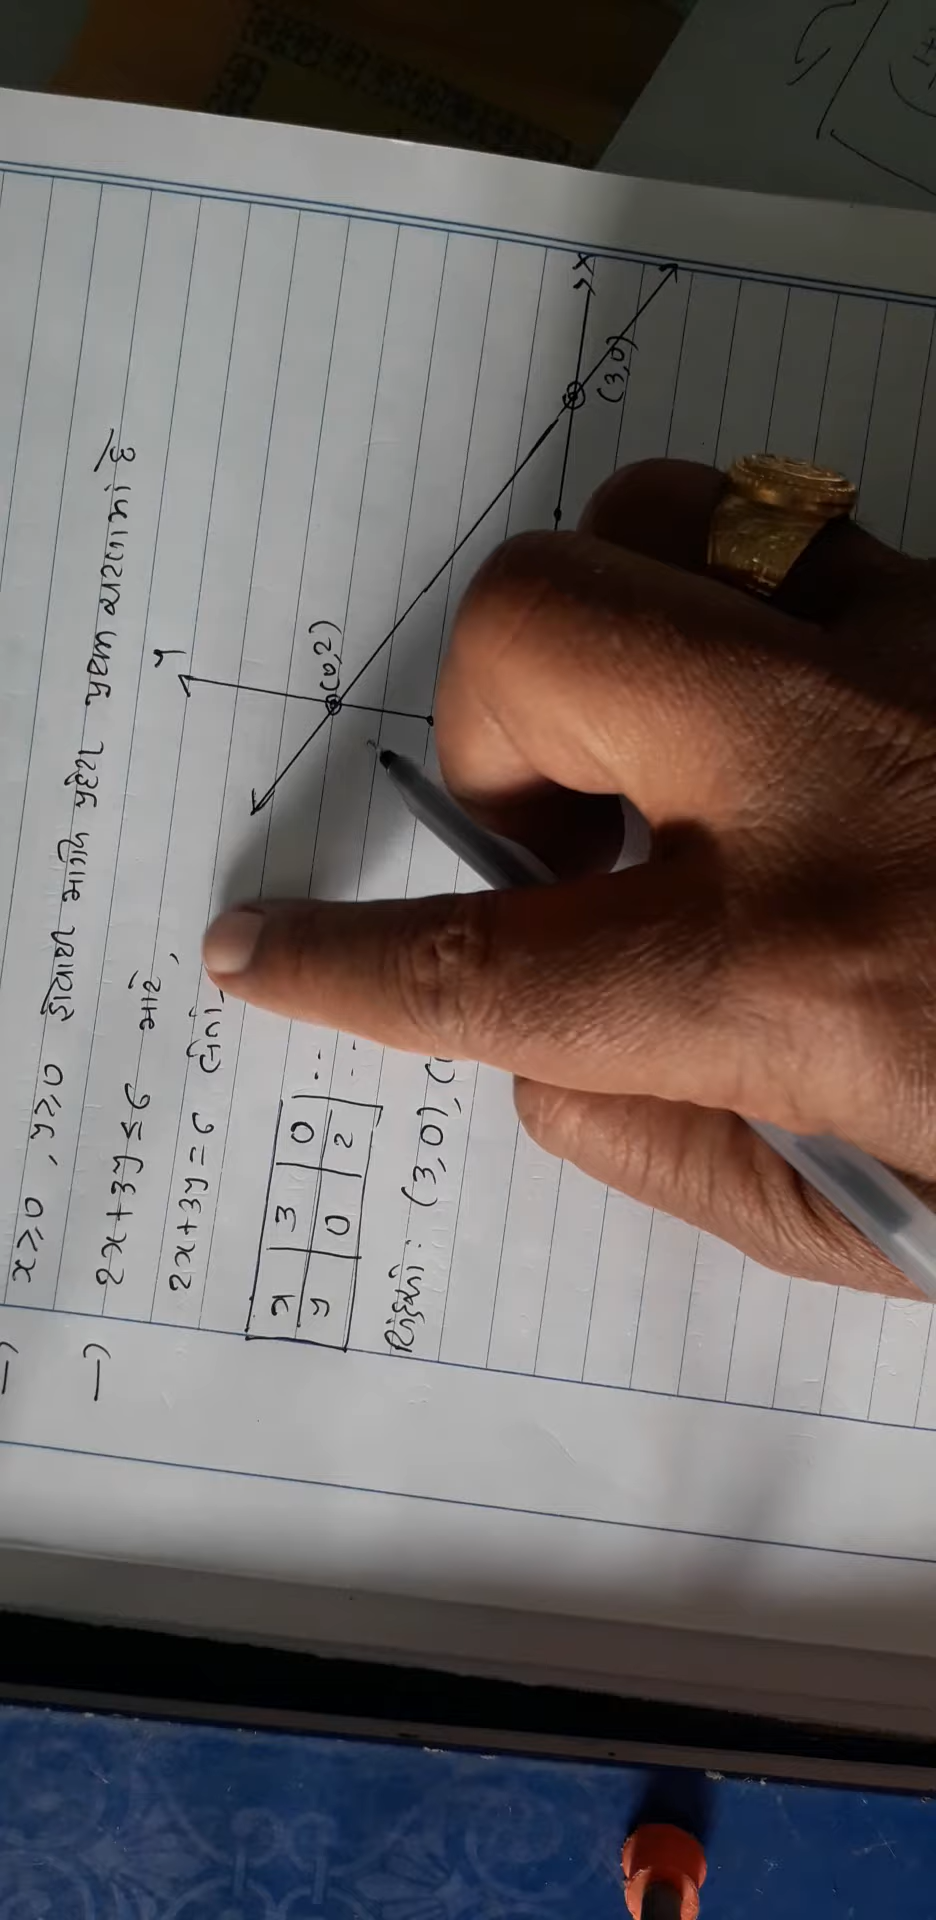 x ≥ 0 , y ≥ 0 હોવાથી માગેલ પ્રદેશ પ્રથમ ચરણમાં છે
→ 2x + 3y ≤ 6 માટે,
2x + 3y = 6 લેતાં
x | 3 | 0 | ...
y | 0 | 2 | ...
બિંદુઓ : (3, 0), (
y
(0, 2)
(3, 0)
x